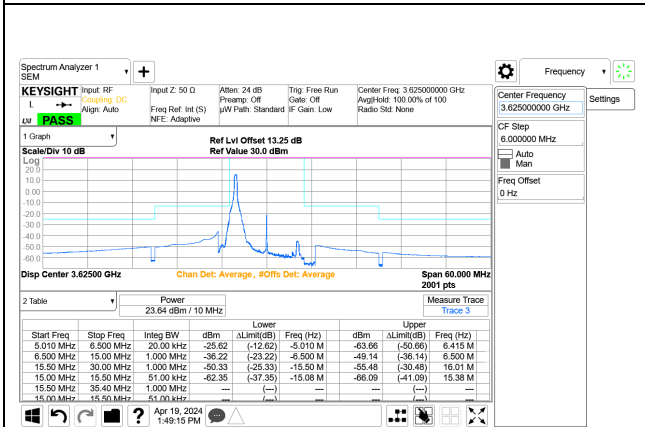 Spectrum Analyzer 1
SEM
Frequency
KEYSIGHT Input: RF Input Z: 50 Ω Atten: 24 dB Trig: Free Run Center Freq: 3.625000000 GHz
L Coupling: DC Preamp: Off Gate: Off Avg|Hold: 100.00% of 100
Align: Auto Freq Ref: Int (S) µW Path: Standard IF Gain: Low Radio Std: None
PASS NFE: Adaptive
Center Frequency
3.625000000 GHz
Settings
CF Step
6.000000 MHz
Auto
Man
Freq Offset
0 Hz
1 Graph
Ref Lvl Offset 13.25 dB
Scale/Div 10 dB Ref Value 30.0 dBm
Log
20.0
10.0
0.00
-10.0
-20.0
-30.0
-40.0
-50.0
-60.0
Disp Center 3.62500 GHz Chan Det: Average , #Offs Det: Average Span 60.000 MHz
2001 pts
2 Table Power Measure Trace
23.64 dBm / 10 MHz Trace 3
Lower Upper
Start Freq Stop Freq Integ BW dBm ΔLimit(dB) Freq (Hz) dBm ΔLimit(dB) Freq (Hz)
5.010 MHz 6.500 MHz 20.00 kHz -25.62 (-12.62) -5.010 M -63.66 (-50.66) 6.415 M
6.500 MHz 15.00 MHz 1.000 MHz -36.22 (-23.22) -6.500 M -49.14 (-36.14) 6.500 M
15.50 MHz 30.00 MHz 1.000 MHz -50.33 (-25.33) -15.50 M -55.48 (-30.48) 16.01 M
15.00 MHz 15.50 MHz 51.00 kHz -62.35 (-37.35) -15.08 M -66.09 (-41.09) 15.38 M
15.50 MHz 35.40 MHz 1.000 MHz --- (---) --- --- (---) ---
15.00 MHz 15.50 MHz 51.00 kHz --- (---) --- --- (---) ---
Apr 19, 2024
1:49:15 PM